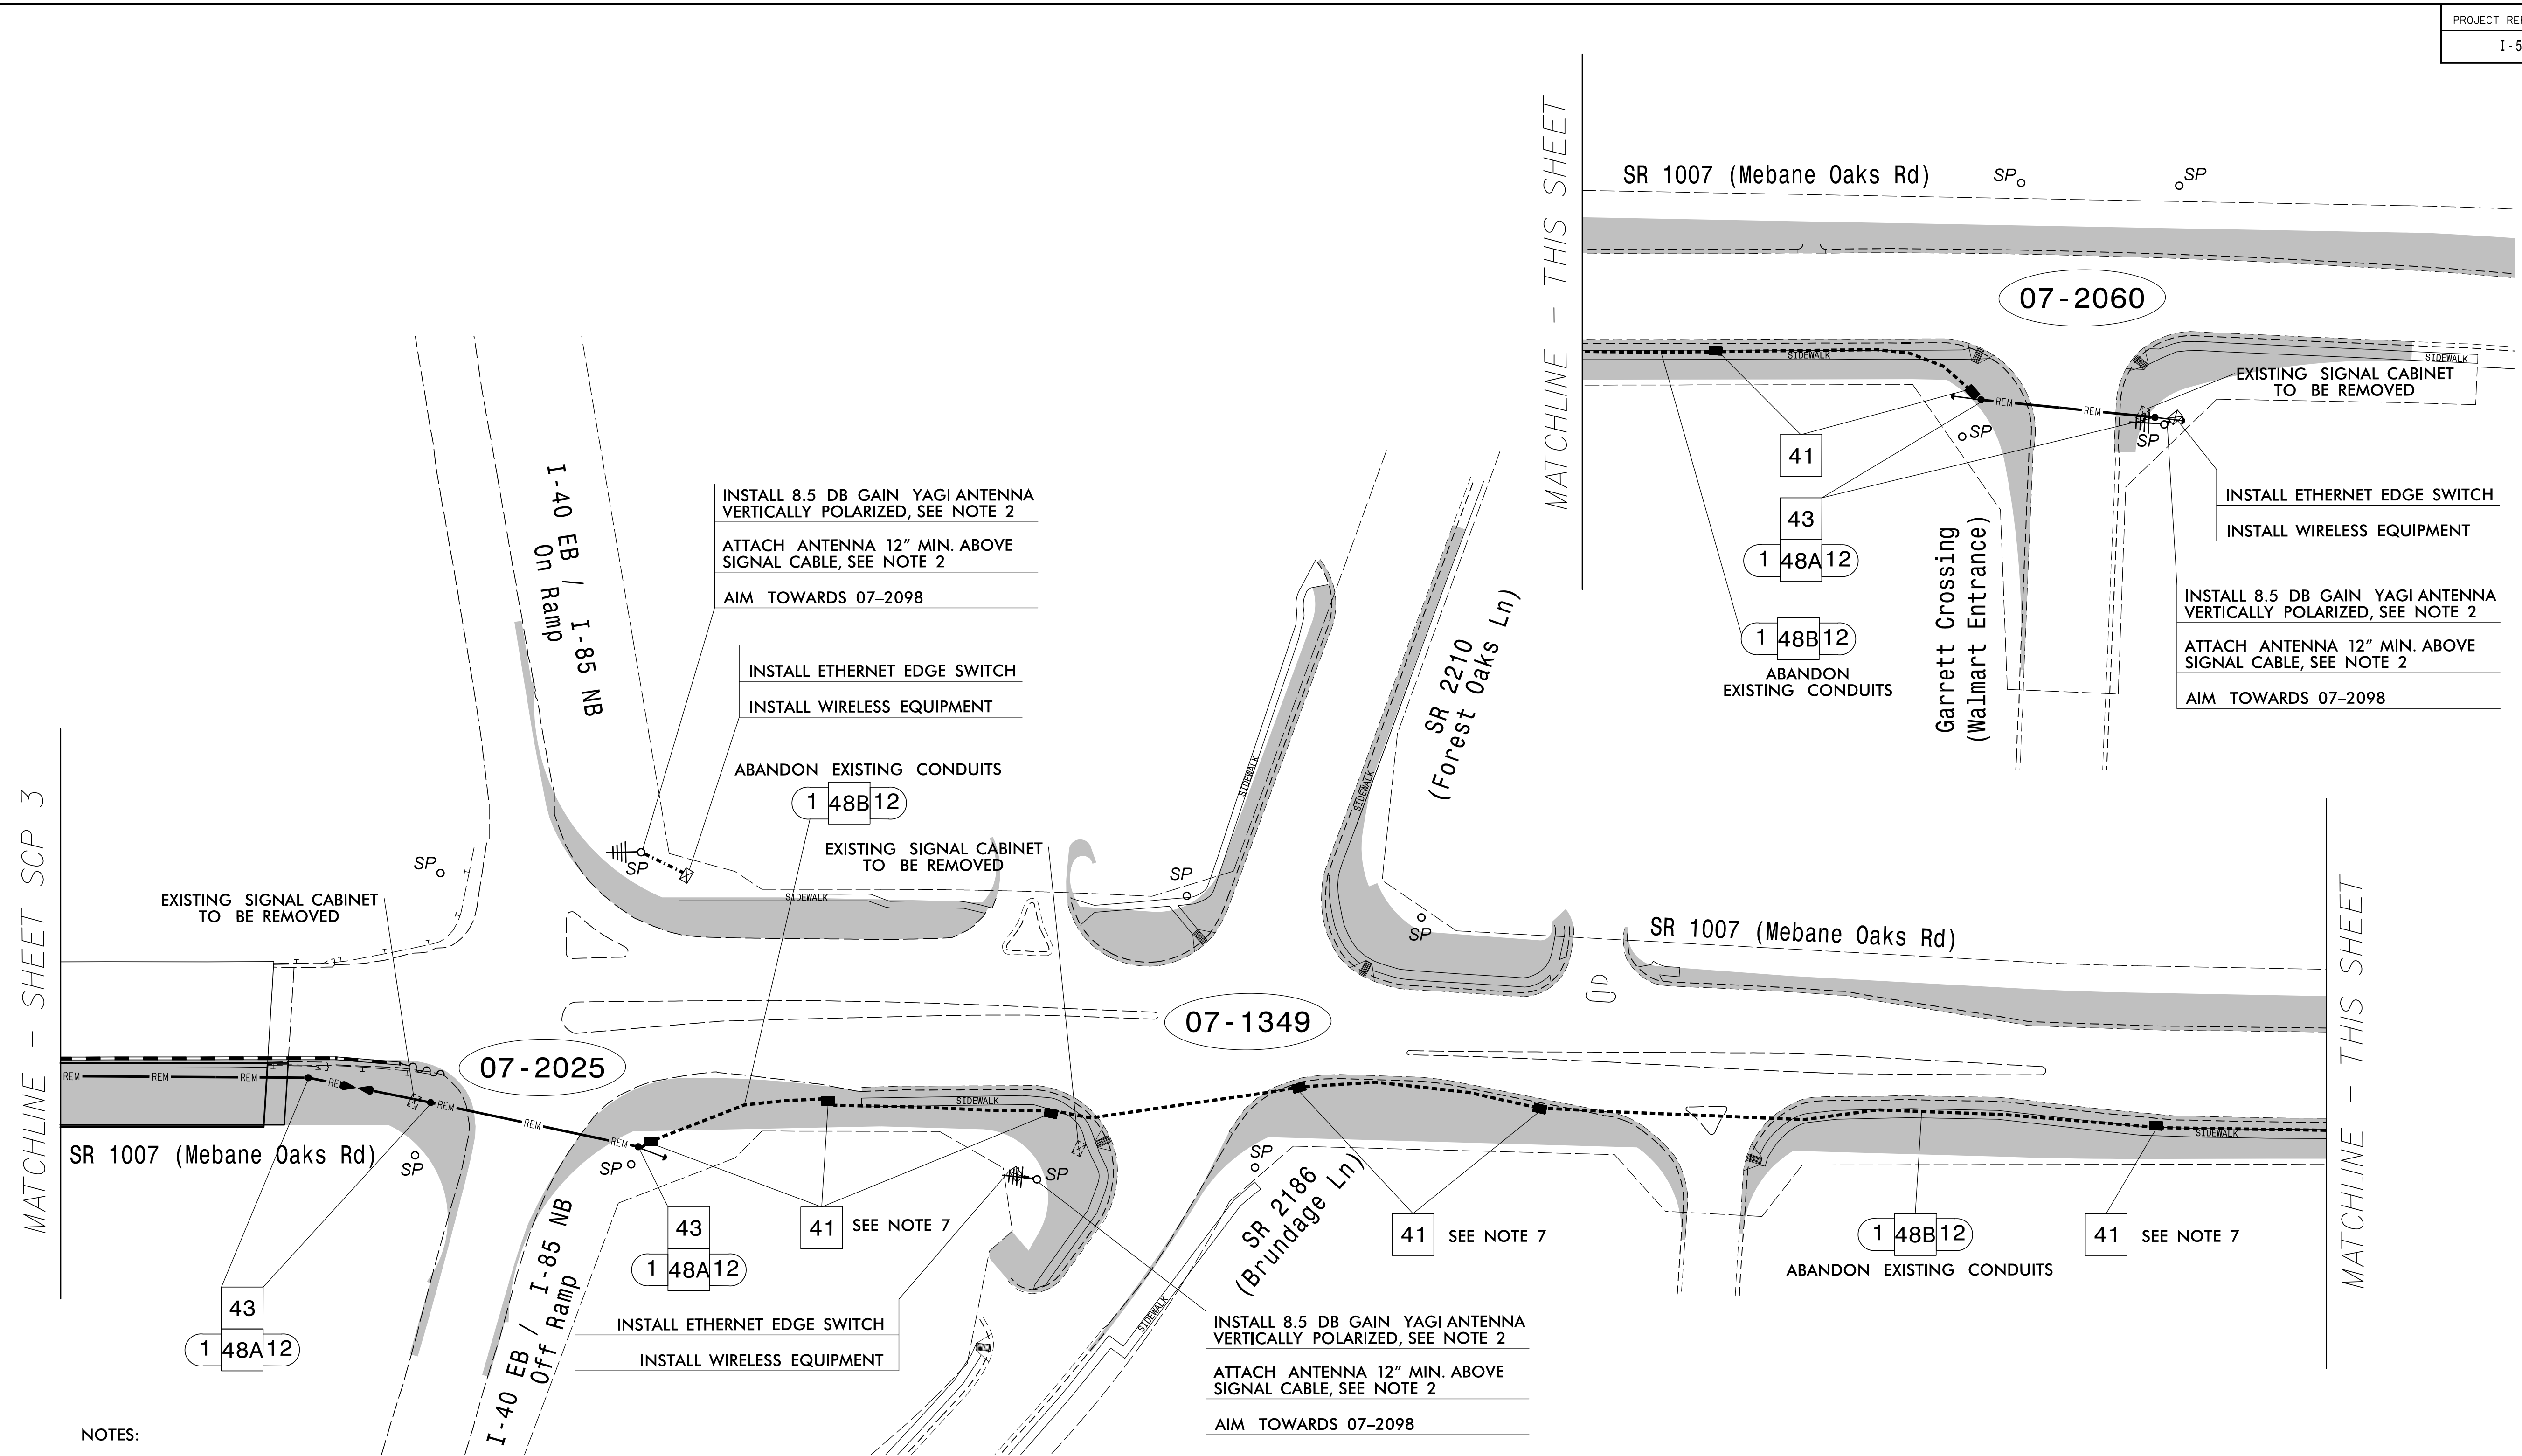 PROJECT REF
I-5
MATCHLINE - THIS SHEET
SR 1007 (Mebane Oaks Rd)
SP
SP
07-2060
SIDEWALK
SIDEWALK
EXISTING SIGNAL CABINET
TO BE REMOVED
REM
REM
SP
SP
41
43
1 48A 12
1 48B 12
ABANDON
EXISTING CONDUITS
Garrett Crossing
(Walmart Entrance)
INSTALL ETHERNET EDGE SWITCH
INSTALL WIRELESS EQUIPMENT
INSTALL 8.5 DB GAIN YAGI ANTENNA
VERTICALLY POLARIZED, SEE NOTE 2
ATTACH ANTENNA 12" MIN. ABOVE
SIGNAL CABLE, SEE NOTE 2
AIM TOWARDS 07-2098
I-40 EB / I-85 NB
On Ramp
INSTALL 8.5 DB GAIN YAGI ANTENNA
VERTICALLY POLARIZED, SEE NOTE 2
ATTACH ANTENNA 12" MIN. ABOVE
SIGNAL CABLE, SEE NOTE 2
AIM TOWARDS 07-2098
INSTALL ETHERNET EDGE SWITCH
INSTALL WIRELESS EQUIPMENT
ABANDON EXISTING CONDUITS
1 48B 12
EXISTING SIGNAL CABINET
TO BE REMOVED
SR 2210
(Forest Oaks Ln)
SIDEWALK
SIDEWALK
MATCHLINE - SHEET SCP 3
SP
SP
SP
SP
EXISTING SIGNAL CABINET
TO BE REMOVED
SIDEWALK
SR 1007 (Mebane Oaks Rd)
MATCHLINE - THIS SHEET
07-2025
07-1349
REM
REM
REM
RE
REM
REM
REM
SIDEWALK
SIDEWALK
SR 1007 (Mebane Oaks Rd)
SP
SP
SP
SP
43
1 48A 12
41 SEE NOTE 7
SR 2186
(Brundage Ln)
SIDEWALK
41 SEE NOTE 7
1 48B 12
ABANDON EXISTING CONDUITS
41 SEE NOTE 7
43
1 48A 12
I-40 EB / I-85 NB
Off Ramp
INSTALL ETHERNET EDGE SWITCH
INSTALL WIRELESS EQUIPMENT
INSTALL 8.5 DB GAIN YAGI ANTENNA
VERTICALLY POLARIZED, SEE NOTE 2
ATTACH ANTENNA 12" MIN. ABOVE
SIGNAL CABLE, SEE NOTE 2
AIM TOWARDS 07-2098
NOTES: